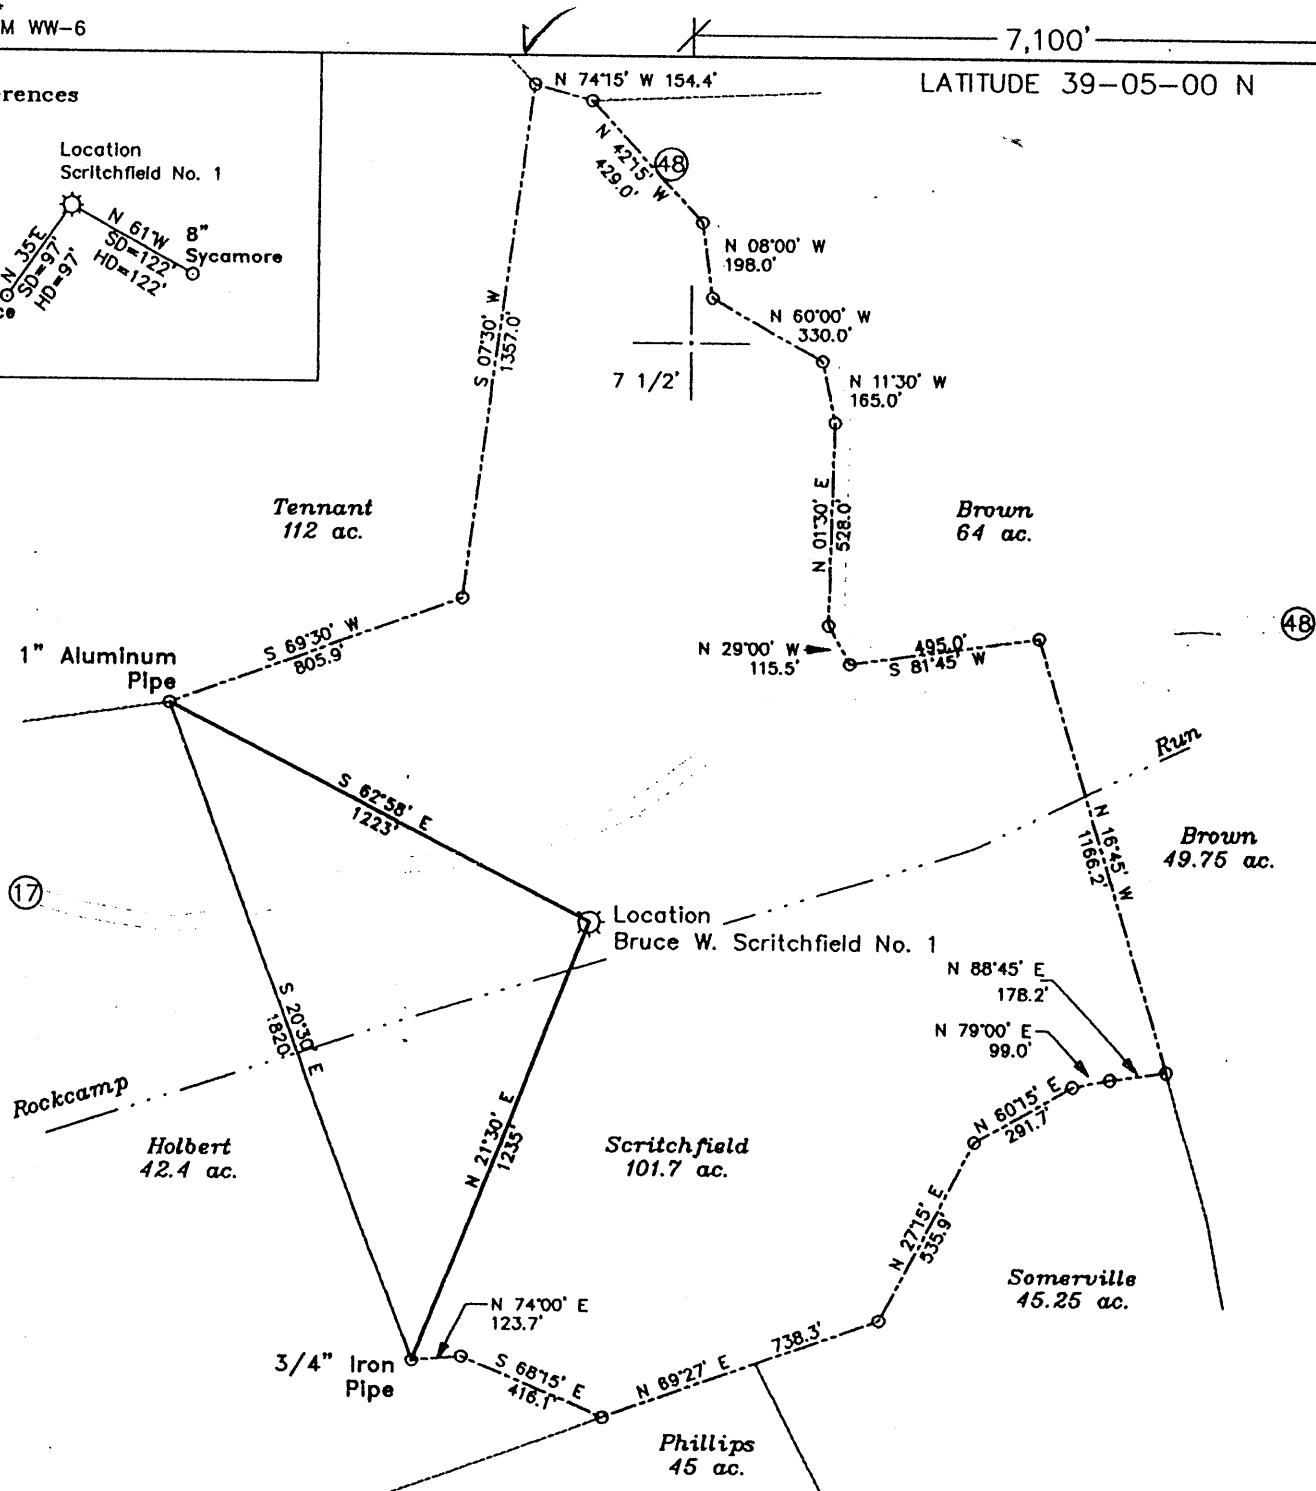 M WW-6
7,100'
LATITUDE 39-05-00 N
Location
Scritchfield No. 1
N 61°W
SD=122'
HD=122'
8"
Sycamore
N 35°E
SD=97'
HD=97'
N 74°15' W 154.4'
N 42°15' W
429.0'
48
N 08°00' W
198.0'
N 60°00' W
330.0'
7 1/2'
N 11°30' W
165.0'
S 07°30' W
1357.0'
Tennant
112 ac.
N 01°30' E
528.0'
Brown
64 ac.
S 69°30' W
805.9'
1" Aluminum
Pipe
N 29°00' W
115.5'
495.0'
S 81°45' W
48
Run
S 62°58' E
1223'
N 16°45' W
1166.2'
Brown
49.75 ac.
17
Location
Bruce W. Scritchfield No. 1
N 88°45' E
178.2'
N 79°00' E
99.0'
S 20°30' E
1820'
Rockcamp
N 60°15' E
291.7'
Holbert
42.4 ac.
N 21°30' E
1235'
Scritchfield
101.7 ac.
N 27°15' E
535.9'
Somerville
45.25 ac.
N 74°00' E
123.7'
3/4" Iron
Pipe
S 68°15' E
416.1'
N 69°27' E
738.3'
Phillips
45 ac.